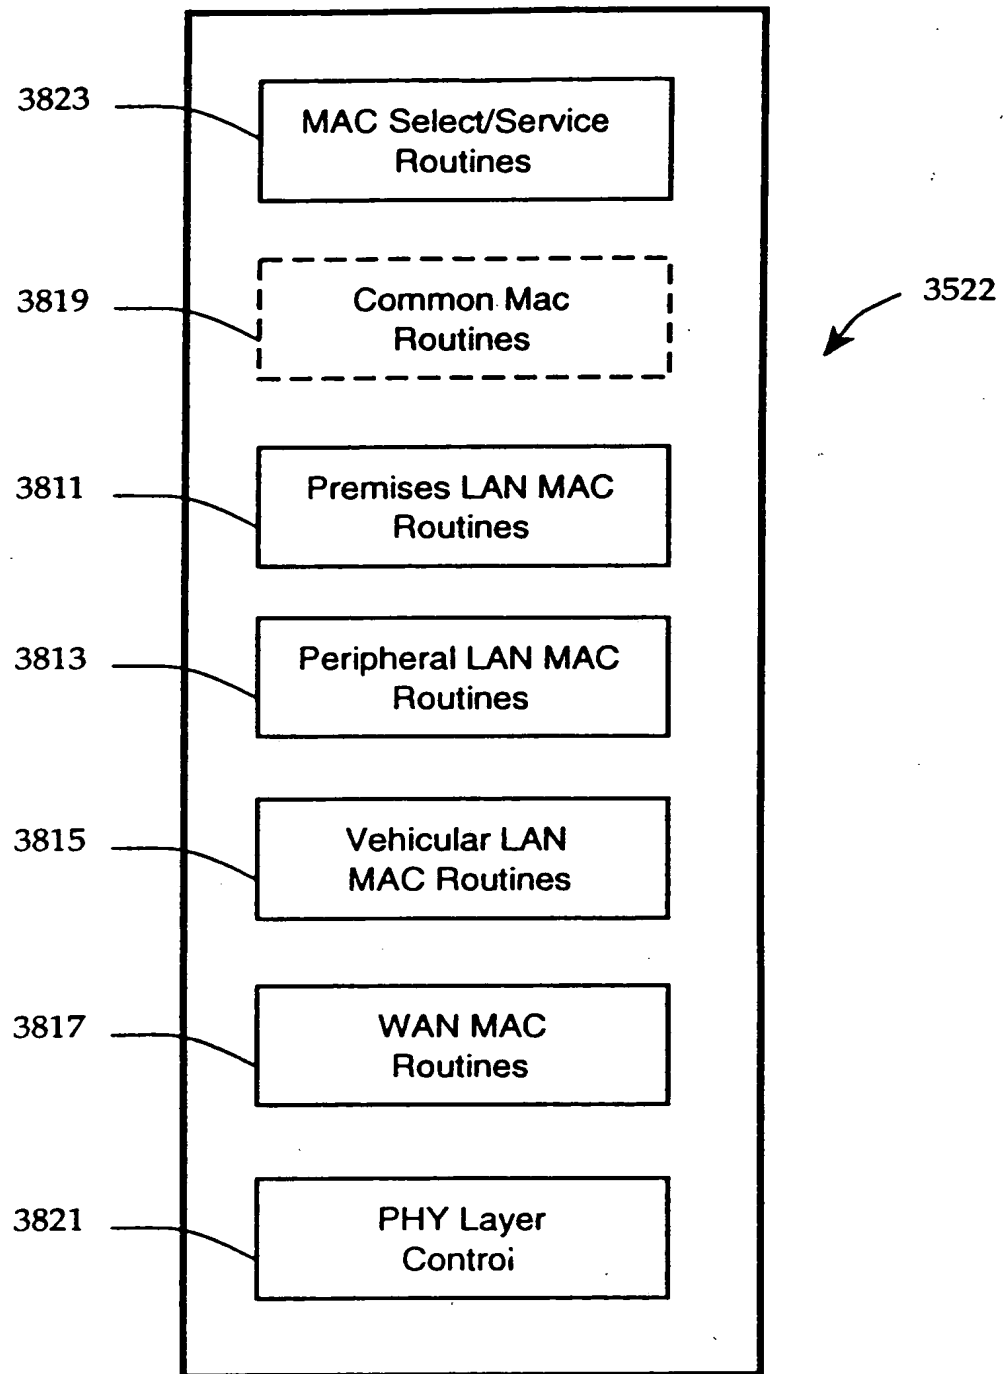 3823
MAC Select/Service
Routines
3819
Common Mac
Routines
3522
3811
Premises LAN MAC
Routines
3813
Peripheral LAN MAC
Routines
3815
Vehicular LAN
MAC Routines
3817
WAN MAC
Routines
3821
PHY Layer
Control